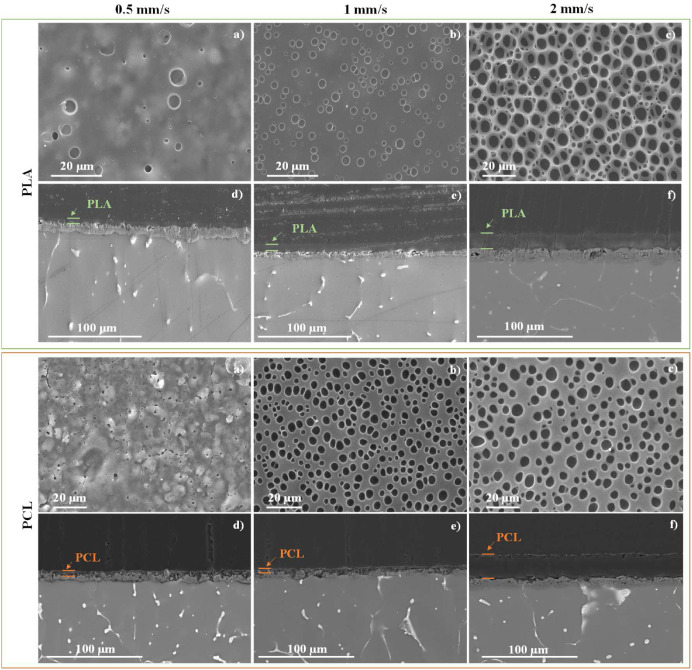 0.5 mm/s 1 mm/s 2 mm/s
PLA
a) b) c)
20 µm 20 µm 20 µm
d) e) f)
PLA PLA PLA
100 µm 100 µm 100 µm
PCL
a) b) c)
20 µm 20 µm 20 µm
d) e) f)
PCL PCL PCL
100 µm 100 µm 100 µm